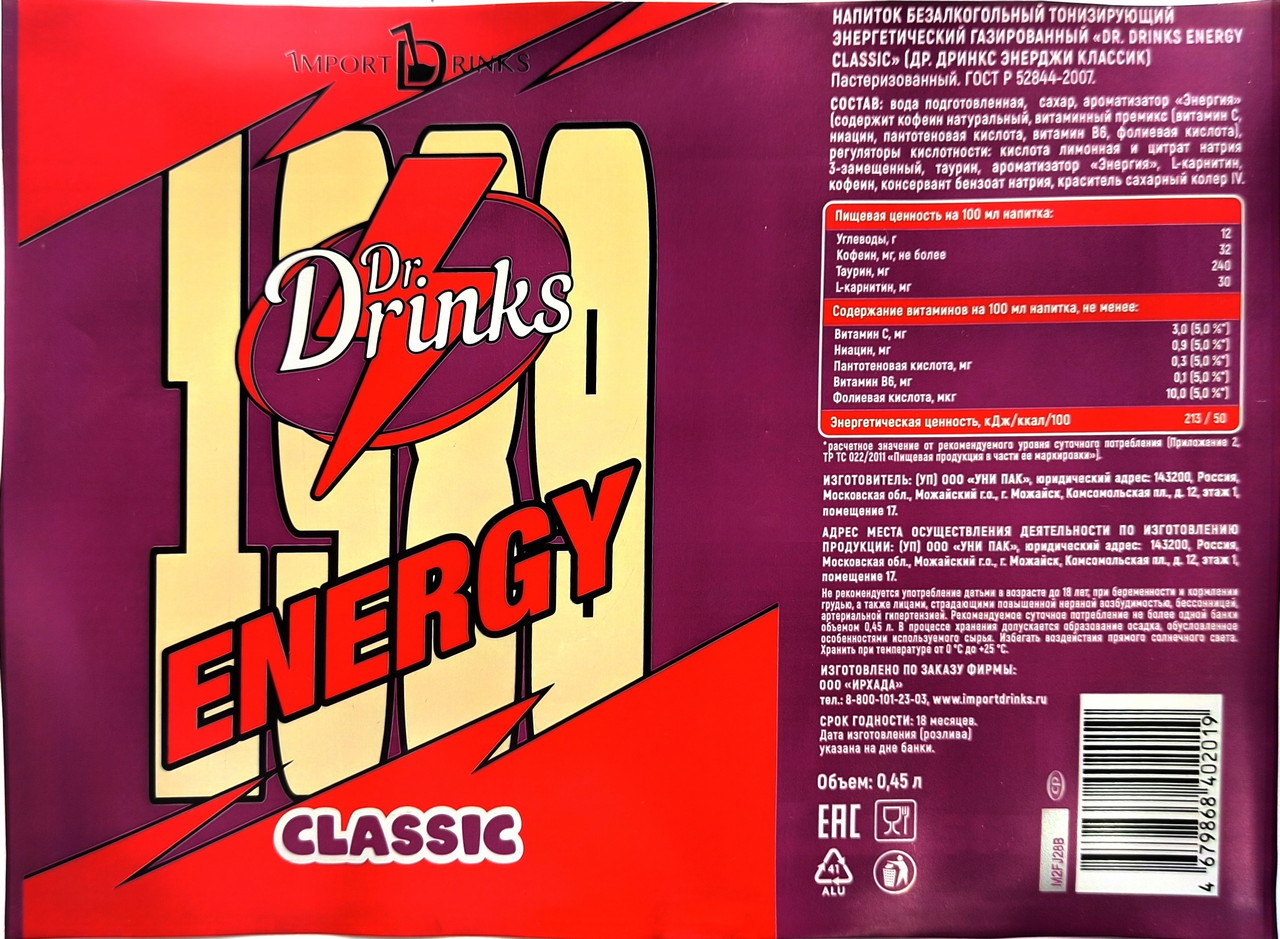 IMPORT DRINKS
1989
Dr.
Drinks
ENERGY
CLASSIC
НАПИТОК БЕЗАЛКОГОЛЬНЫЙ ТОНИЗИРУЮЩИЙ
ЭНЕРГЕТИЧЕСКИЙ ГАЗИРОВАННЫЙ «DR. DRINKS ENERGY
CLASSIC» (ДР. ДРИНКС ЭНЕРДЖИ КЛАССИК)
Пастеризованный. ГОСТ Р 52844-2007.
СОСТАВ: вода подготовленная, сахар, ароматизатор «Энергия»
(содержит кофеин натуральный, витаминный премикс (витамин С,
ниацин, пантотеновая кислота, витамин В6, фолиевая кислота),
регуляторы кислотности: кислота лимонная и цитрат натрия
3-замещенный, таурин, ароматизатор «Энергия», L-карнитин,
кофеин, консервант бензоат натрия, краситель сахарный колер IV.
Пищевая ценность на 100 мл напитка:
Углеводы, г 12
Кофеин, мг, не более 32
Таурин, мг 240
L-карнитин, мг 30
Содержание витаминов на 100 мл напитка, не менее:
Витамин С, мг 3,0 (5,0 %*)
Ниацин, мг 0,9 (5,0 %*)
Пантотеновая кислота, мг 0,3 (5,0 %*)
Витамин В6, мг 0,1 (5,0 %*)
Фолиевая кислота, мкг 10,0 (5,0 %*)
Энергетическая ценность, кДж/ккал/100 213 / 50
*расчетное значение от рекомендуемого уровня суточного потребления (Приложение 2,
ТР ТС 022/2011 «Пищевая продукция в части ее маркировки»).
ИЗГОТОВИТЕЛЬ: (УП) ООО «УНИ ПАК», юридический адрес: 143200, Россия,
Московская обл., Можайский г.о., г. Можайск, Комсомольская пл., д. 12, этаж 1,
помещение 17.
АДРЕС МЕСТА ОСУЩЕСТВЛЕНИЯ ДЕЯТЕЛЬНОСТИ ПО ИЗГОТОВЛЕНИЮ
ПРОДУКЦИИ: (УП) ООО «УНИ ПАК», юридический адрес: 143200, Россия,
Московская обл., Можайский г.о., г. Можайск, Комсомольская пл., д. 12, этаж 1,
помещение 17.
Не рекомендуется употребление детьми в возрасте до 18 лет, при беременности и кормлении
грудью, а также лицами, страдающими повышенной нервной возбудимостью, бессонницей,
артериальной гипертензией. Рекомендуемое суточное потребление не более одной банки
объемом 0,45 л. В процессе хранения допускается образование осадка, обусловленное
особенностями используемого сырья. Избегать воздействия прямого солнечного света.
Хранить при температуре от 0 °С до +25 °С.
ИЗГОТОВЛЕНО ПО ЗАКАЗУ ФИРМЫ:
ООО «ИРХАДА»
тел.: 8-800-101-23-03, www.importdrinks.ru
СРОК ГОДНОСТИ: 18 месяцев.
Дата изготовления (розлива)
указана на дне банки.
Объем: 0,45 л
EAC
41
ALU
CP
M2FJ28B
4 679868 402019